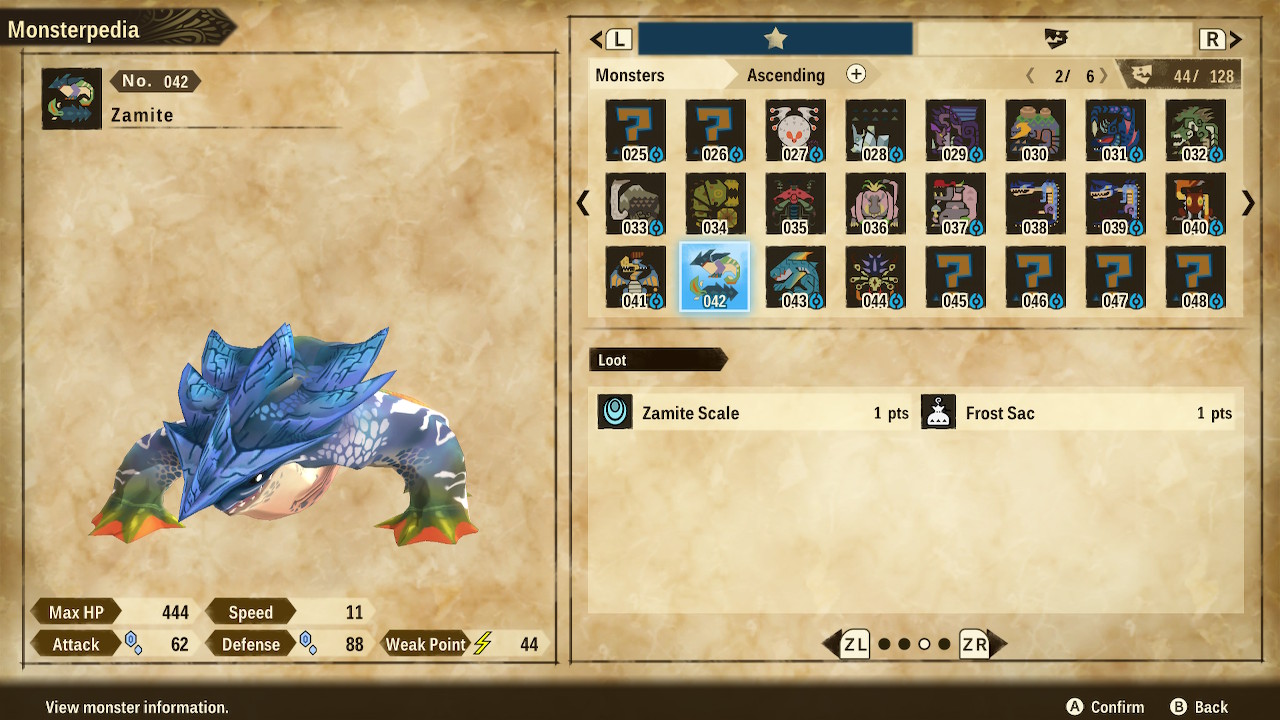 Monsterpedia
No. 042
Zamite
L
R
Monsters
Ascending
2/ 6
44/ 128
025 026 027 028 029 030 031 032
033 034 035 036 037 038 039 040
041 042 043 044 045 046 047 048
Loot
Zamite Scale 1 pts
Frost Sac 1 pts
Max HP 444
Speed 11
Attack 62
Defense 88
Weak Point 44
ZL
ZR
View monster information.
A Confirm
B Back